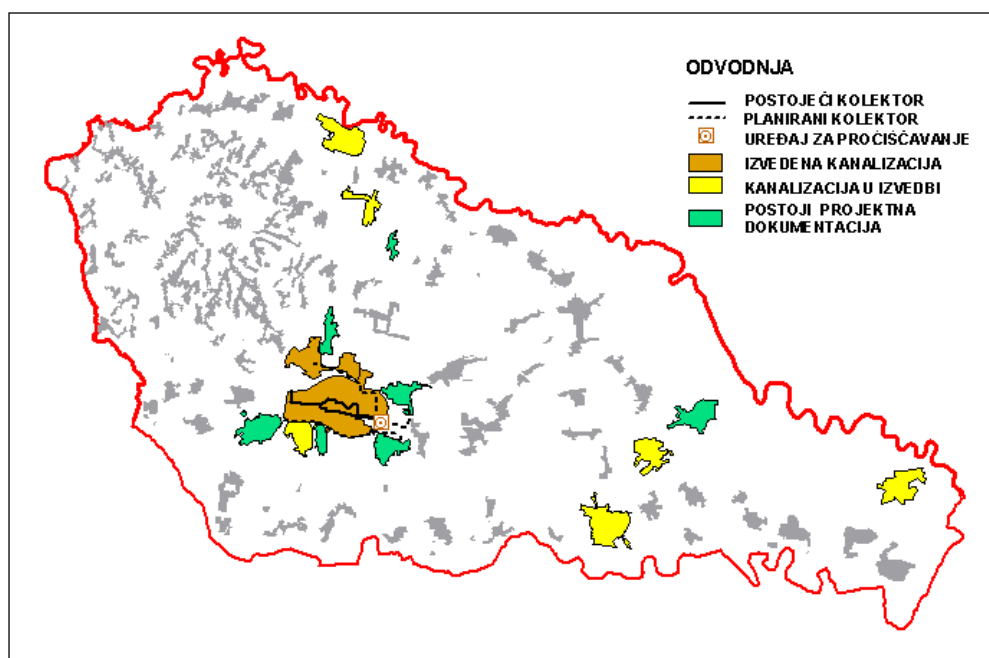 ODVODNJA
POSTOJEĆI KOLEKTOR
PLANIRANI KOLEKTOR
UREĐAJ ZA PROČIŠĆAVANJE
IZVEDENA KANALIZACIJA
KANALIZACIJA U IZVEDBI
POSTOJI PROJEKTNA
DOKUMENTACIJA